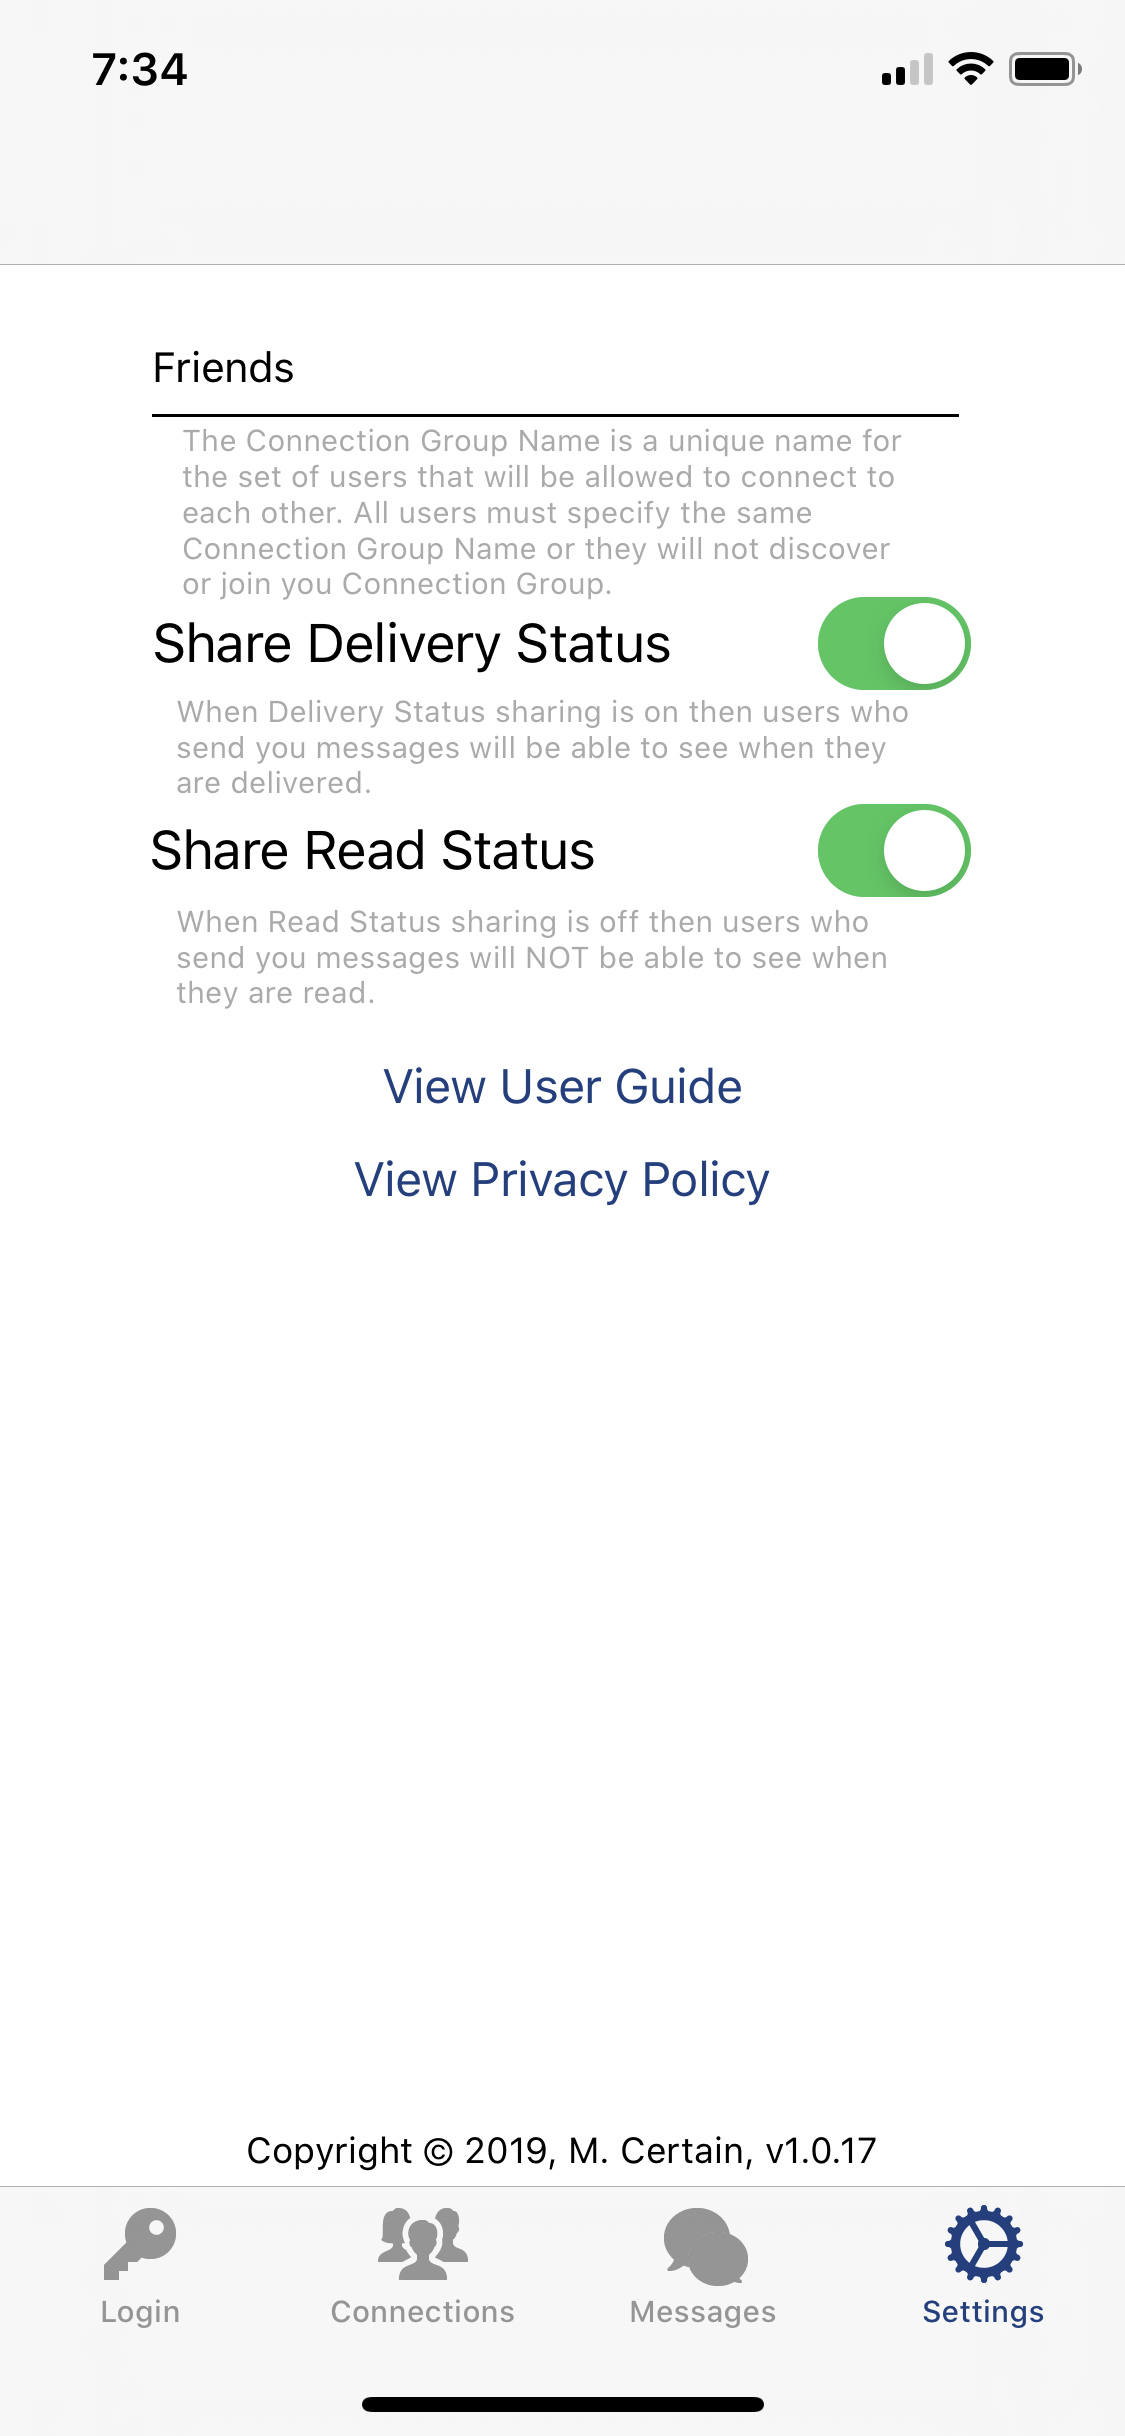 7:34
Friends
The Connection Group Name is a unique name for
the set of users that will be allowed to connect to
each other. All users must specify the same
Connection Group Name or they will not discover
or join you Connection Group.
Share Delivery Status
When Delivery Status sharing is on then users who
send you messages will be able to see when they
are delivered.
Share Read Status
When Read Status sharing is off then users who
send you messages will NOT be able to see when
they are read.
View User Guide
View Privacy Policy
Copyright © 2019, M. Certain, v1.0.17
Login
Connections
Messages
Settings